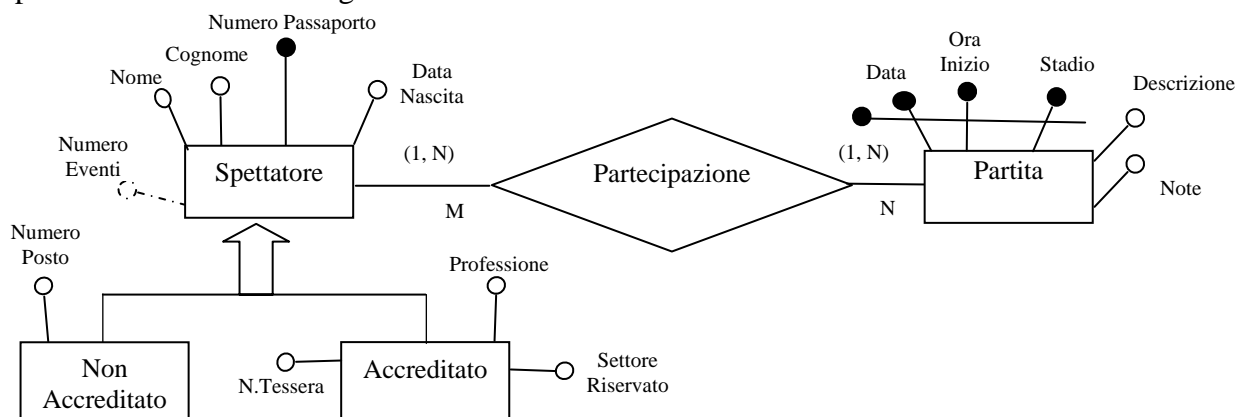 Numero Passaporto
Cognome
Nome
Data
Nascita
Numero
Eventi
Spettatore
(1, N)
M
Partecipazione
(1, N)
N
Data
Ora
Inizio
Stadio
Descrizione
Partita
Note
Numero
Posto
Professione
Non
Accreditato
N.Tessera
Accreditato
Settore
Riservato